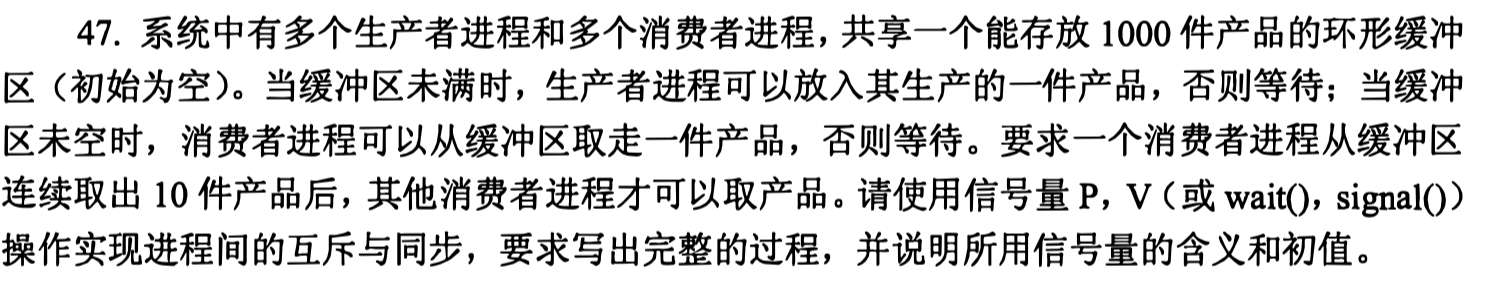 47. 系统中有多个生产者进程和多个消费者进程，共享一个能存放 1000 件产品的环形缓冲
区（初始为空）。当缓冲区未满时，生产者进程可以放入其生产的一件产品，否则等待；当缓冲
区未空时，消费者进程可以从缓冲区取走一件产品，否则等待。要求一个消费者进程从缓冲区
连续取出 10 件产品后，其他消费者进程才可以取产品。请使用信号量 P，V（或 wait()，signal()）
操作实现进程间的互斥与同步，要求写出完整的过程，并说明所用信号量的含义和初值。